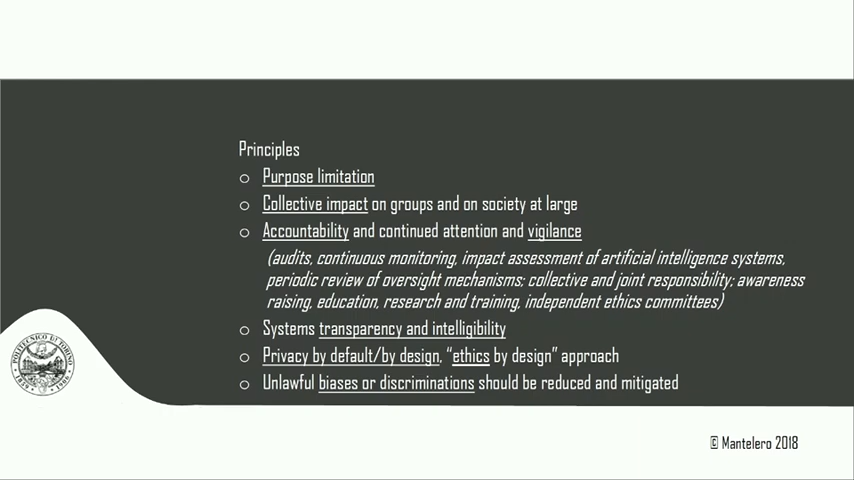 Principles
o Purpose limitation
o Collective impact on groups and on society at large
o Accountability and continued attention and vigilance
(audits, continuous monitoring, impact assessment of artificial intelligence systems,
periodic review of oversight mechanisms; collective and joint responsibility; awareness
raising, education, research and training, independent ethics committees)
o Systems transparency and intelligibility
o Privacy by default/by design, “ethics by design” approach
o Unlawful biases or discriminations should be reduced and mitigated
POLITECNICO DI TORINO
© Mantelero 2018